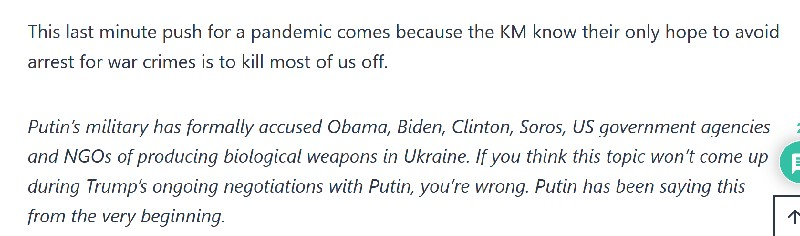 This last minute push for a pandemic comes because the KM know their only hope to avoid
arrest for war crimes is to kill most of us off.
Putin's military has formally accused Obama, Biden, Clinton, Soros, US government agencies
and NGOs of producing biological weapons in Ukraine. If you think this topic won't come up
during Trump's ongoing negotiations with Putin, you're wrong. Putin has been saying this
from the very beginning.